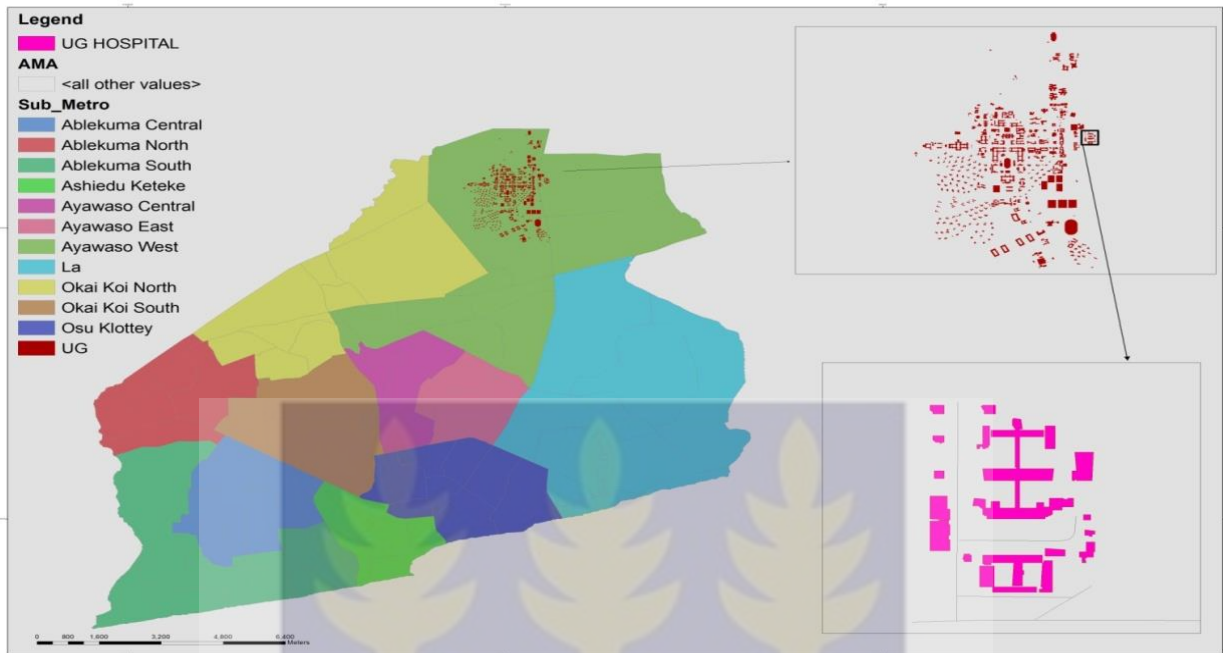 Legend
UG HOSPITAL
AMA
<all other values>
Sub_Metro
Ablekuma Central
Ablekuma North
Ablekuma South
Ashiedu Keteke
Ayawaso Central
Ayawaso East
Ayawaso West
La
Okai Koi North
Okai Koi South
Osu Klottey
UG
0 800 1,600 3,200 4,800 6,400
Meters